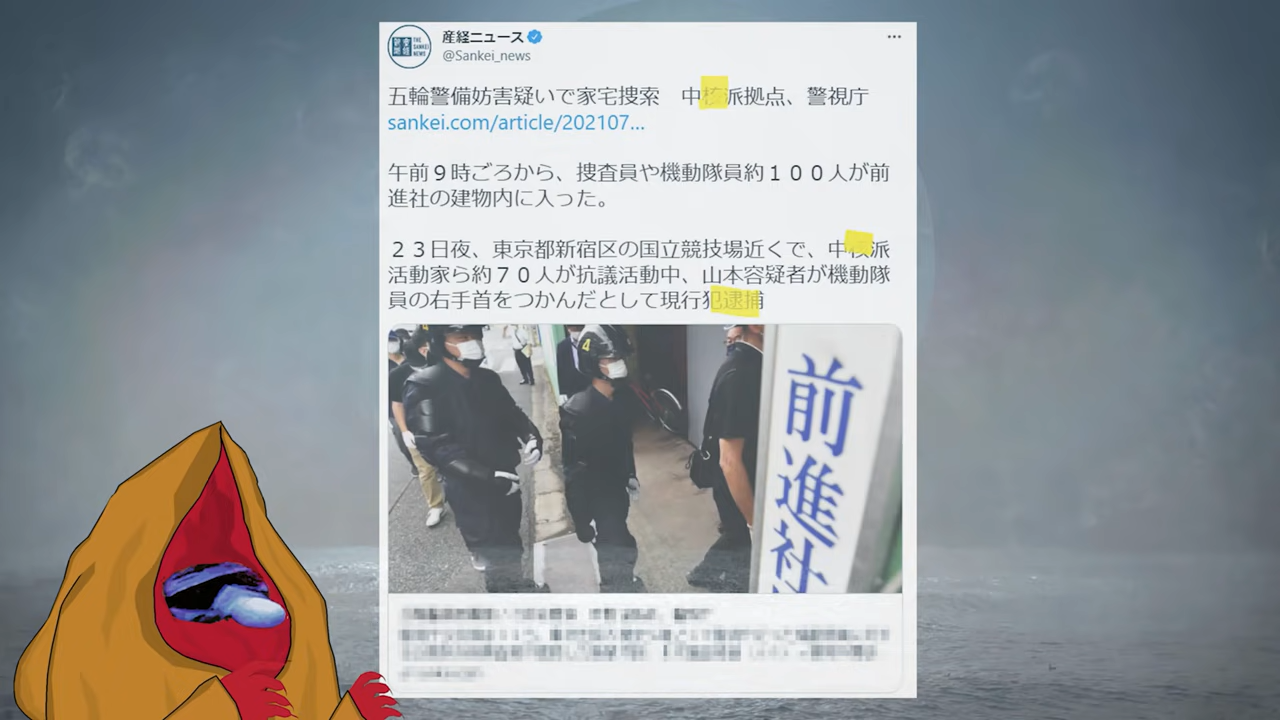 産経ニュース
@Sankei_news
THE
SANKEI
NEWS
五輪警備妨害疑いで家宅捜索　中核派拠点、警視庁
sankei.com/article/202107...
午前９時ごろから、捜査員や機動隊員約１００人が前
進社の建物内に入った。
２３日夜、東京都新宿区の国立競技場近くで、中核派
活動家ら約７０人が抗議活動中、山本容疑者が機動隊
員の右手首をつかんだとして現行犯逮捕
4
前進社